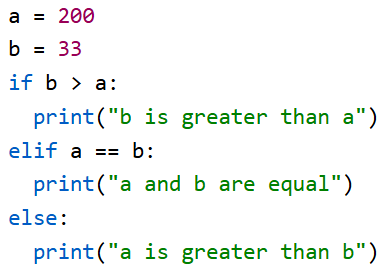 a = 200
b = 33
if b > a:
  print("b is greater than a")
elif a == b:
  print("a and b are equal")
else:
  print("a is greater than b")